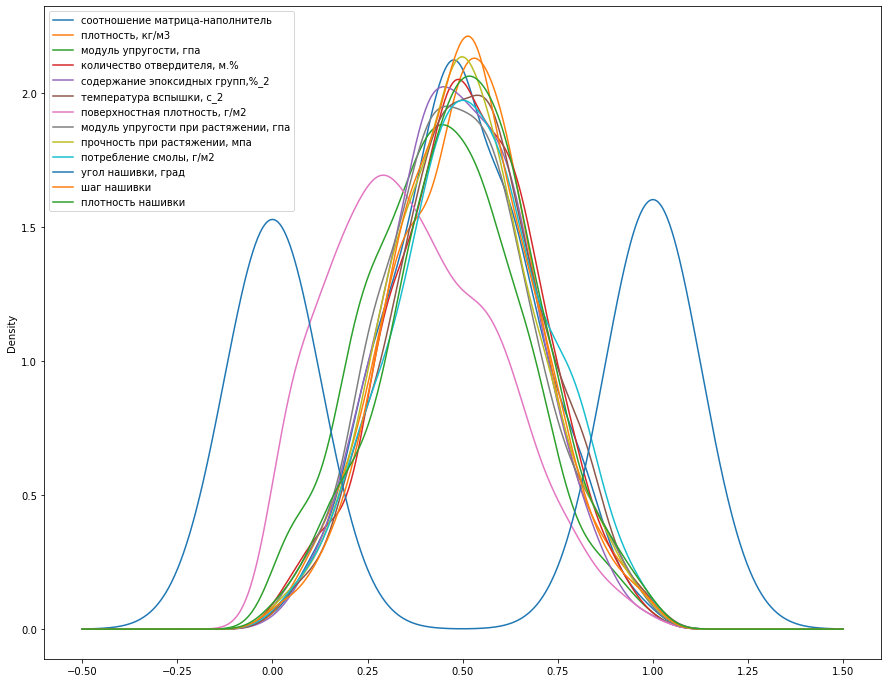 соотношение матрица-наполнитель
плотность, кг/м3
модуль упругости, гпа
количество отвердителя, м.%
содержание эпоксидных групп,%_2
температура вспышки, с_2
поверхностная плотность, г/м2
модуль упругости при растяжении, гпа
прочность при растяжении, мпа
потребление смолы, г/м2
угол нашивки, град
шаг нашивки
плотность нашивки
Density
2.0
1.5
1.0
0.5
0.0
−0.50
−0.25
0.00
0.25
0.50
0.75
1.00
1.25
1.50